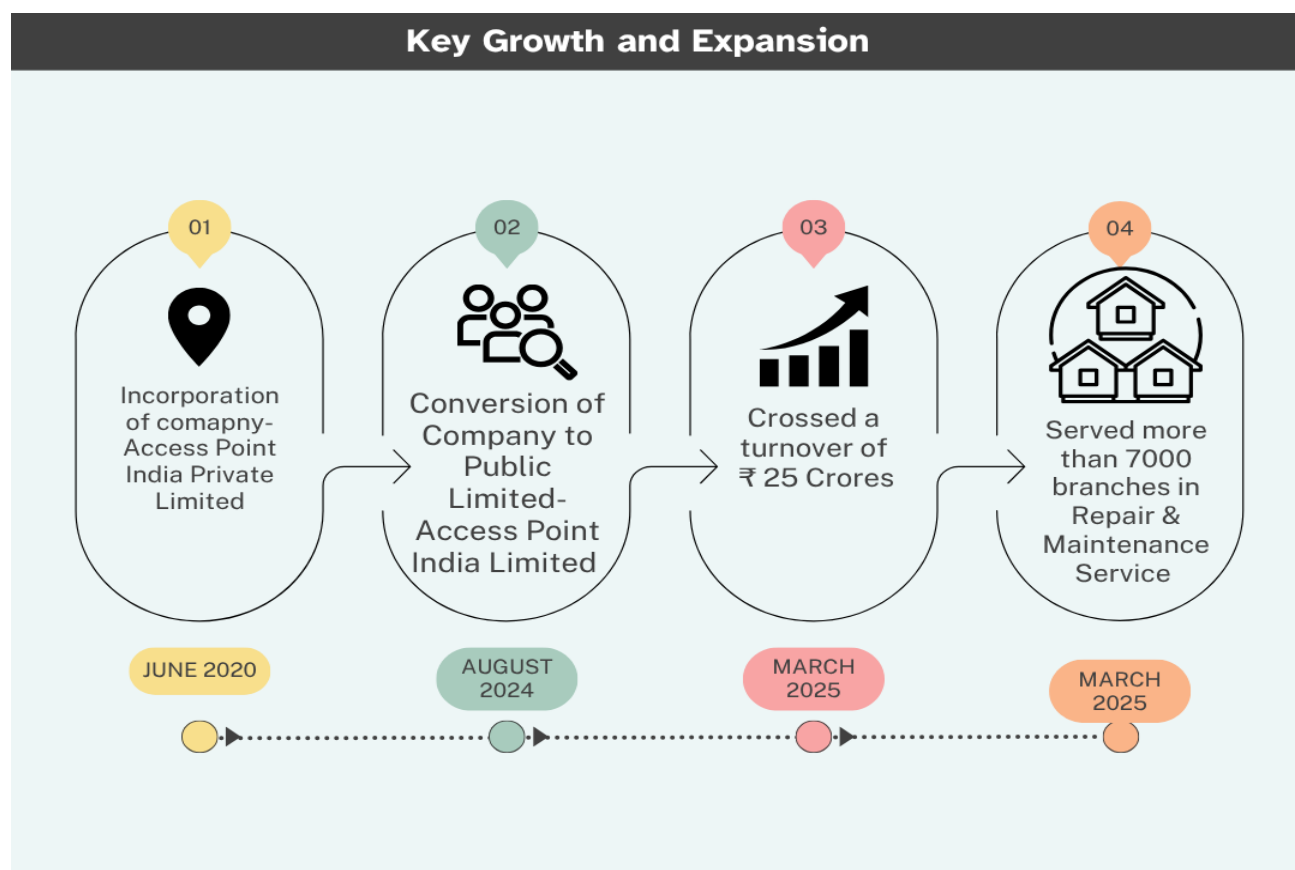 Key Growth and Expansion
01
Incorporation
of comapny-
Access Point
India Private
Limited
JUNE 2020
02
Conversion of
Company to
Public
Limited-
Access Point
India Limited
AUGUST
2024
03
Crossed a
turnover of
₹ 25 Crores
MARCH
2025
04
Served more
than 7000
branches in
Repair &
Maintenance
Service
MARCH
2025